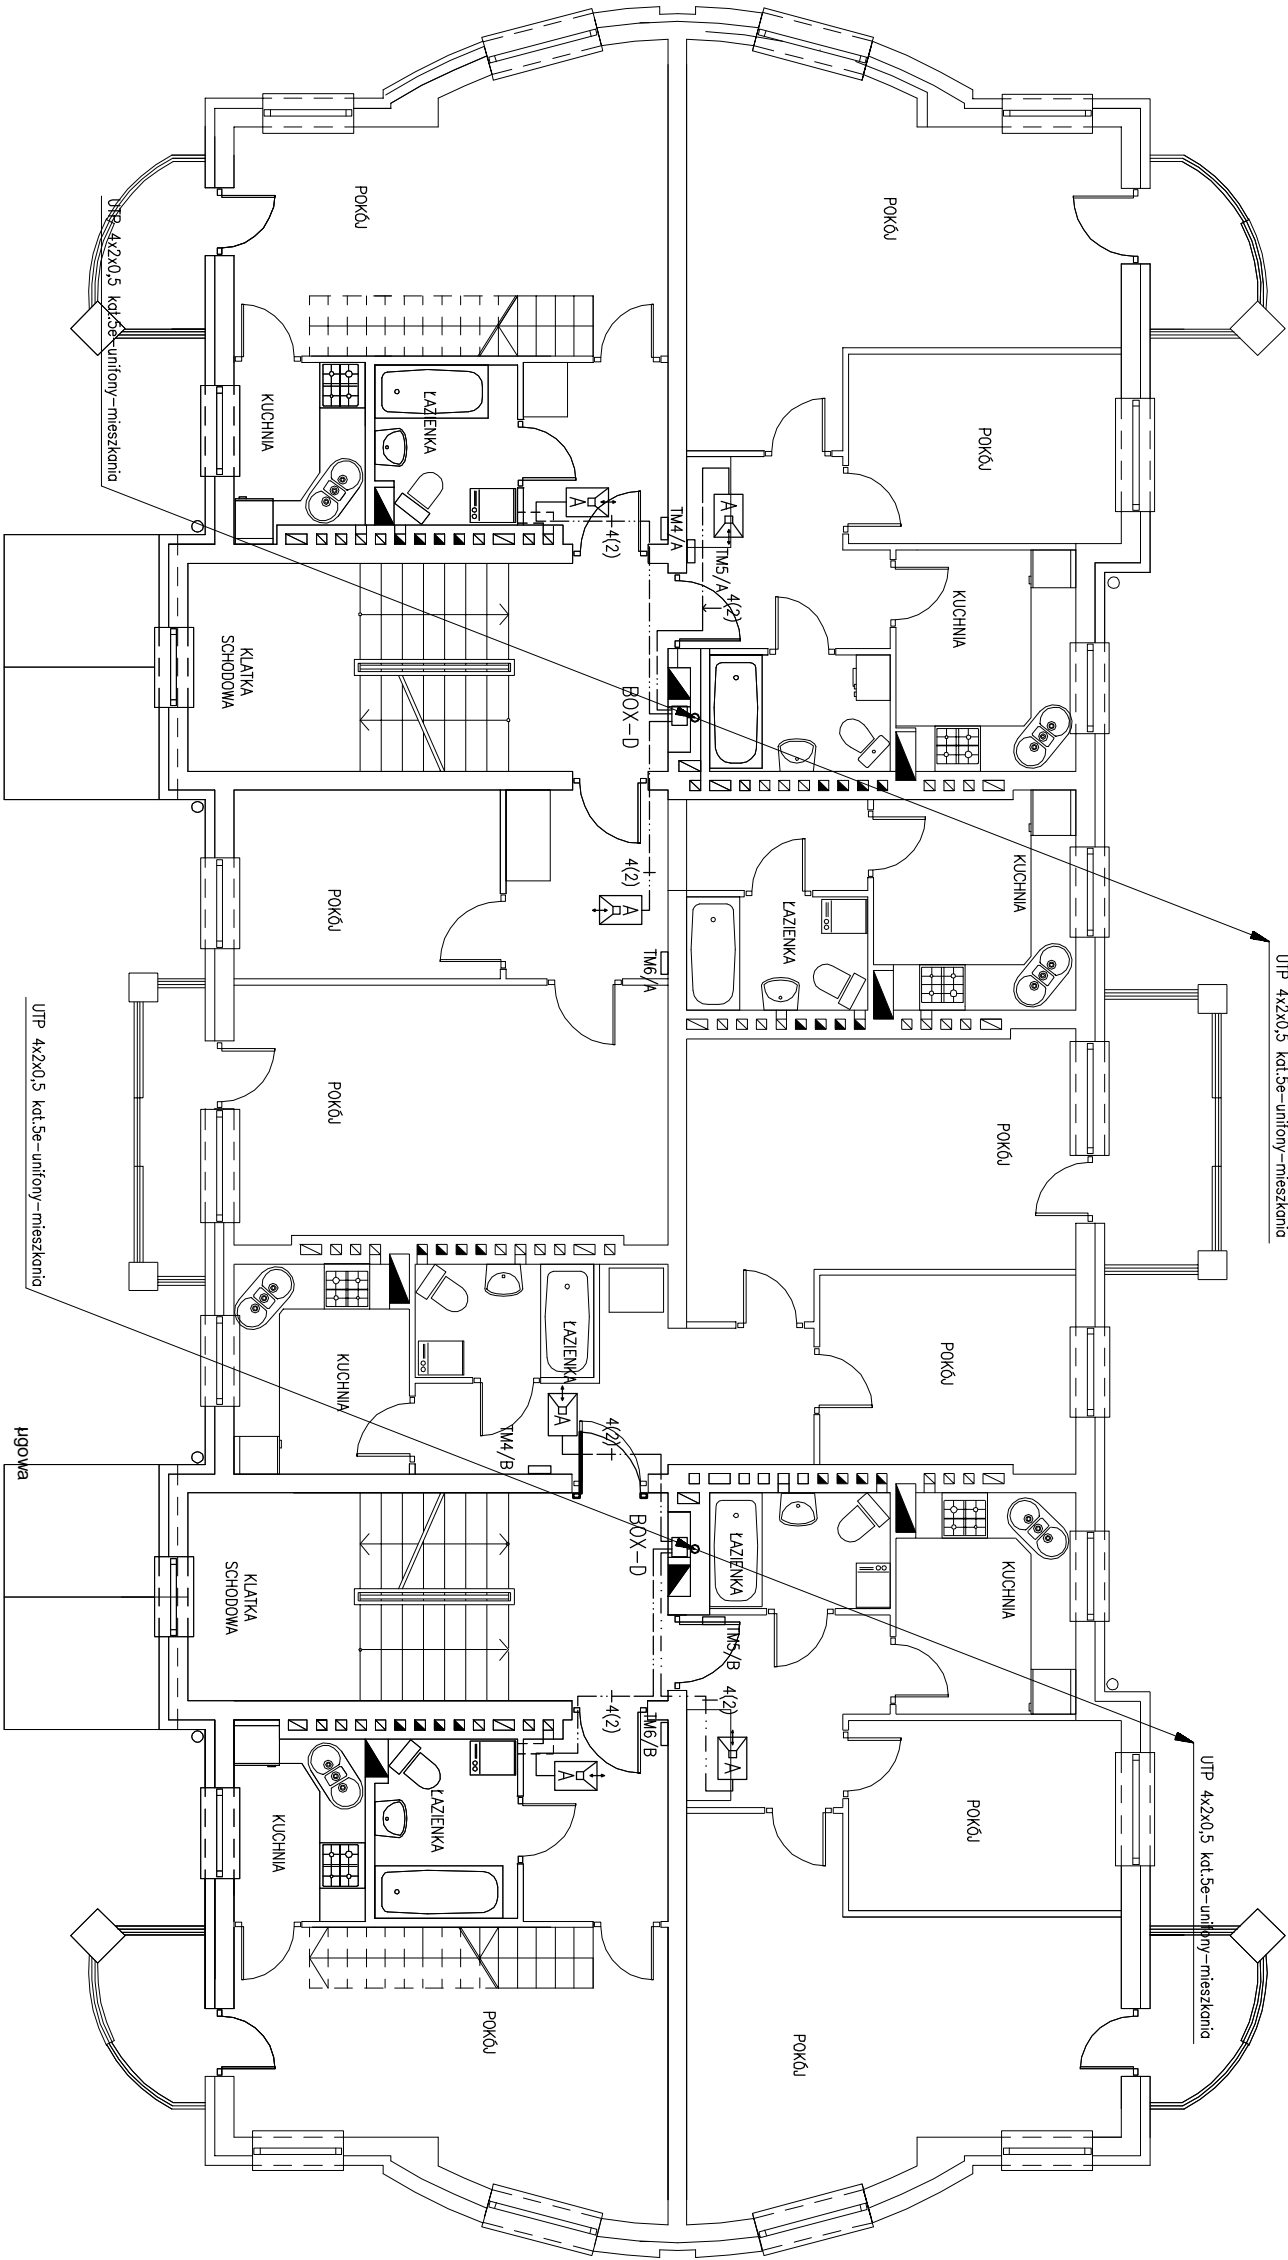 POKÓJ
POKÓJ
UTP 4x2x0,5 kat.5e-unifony-mieszkania
KUCHNIA
ŁAZIENKA
POKÓJ
A
A
4(2)
TM4/A
TM5/A
4(2)
KUCHNIA
KLATKA
SCHODOWA
BOX-D
4(2)
A
POKÓJ
TM6/A
ŁAZIENKA
KUCHNIA
UTP 4x2x0,5 kat.5e-unifony-mieszkania
UTP 4x2x0,5 kat.5e-unifony-mieszkania
POKÓJ
POKÓJ
KUCHNIA
ŁAZIENKA
POKÓJ
A
TM4/B
4(2)
ugowa
KLATKA
SCHODOWA
BOX-D
ŁAZIENKA
KUCHNIA
TM5/B
4(2)
4(2)
TM6/B
A
A
KUCHNIA
ŁAZIENKA
POKÓJ
UTP 4x2x0,5 kat.5e-unifony-mieszkania
POKÓJ
POKÓJ